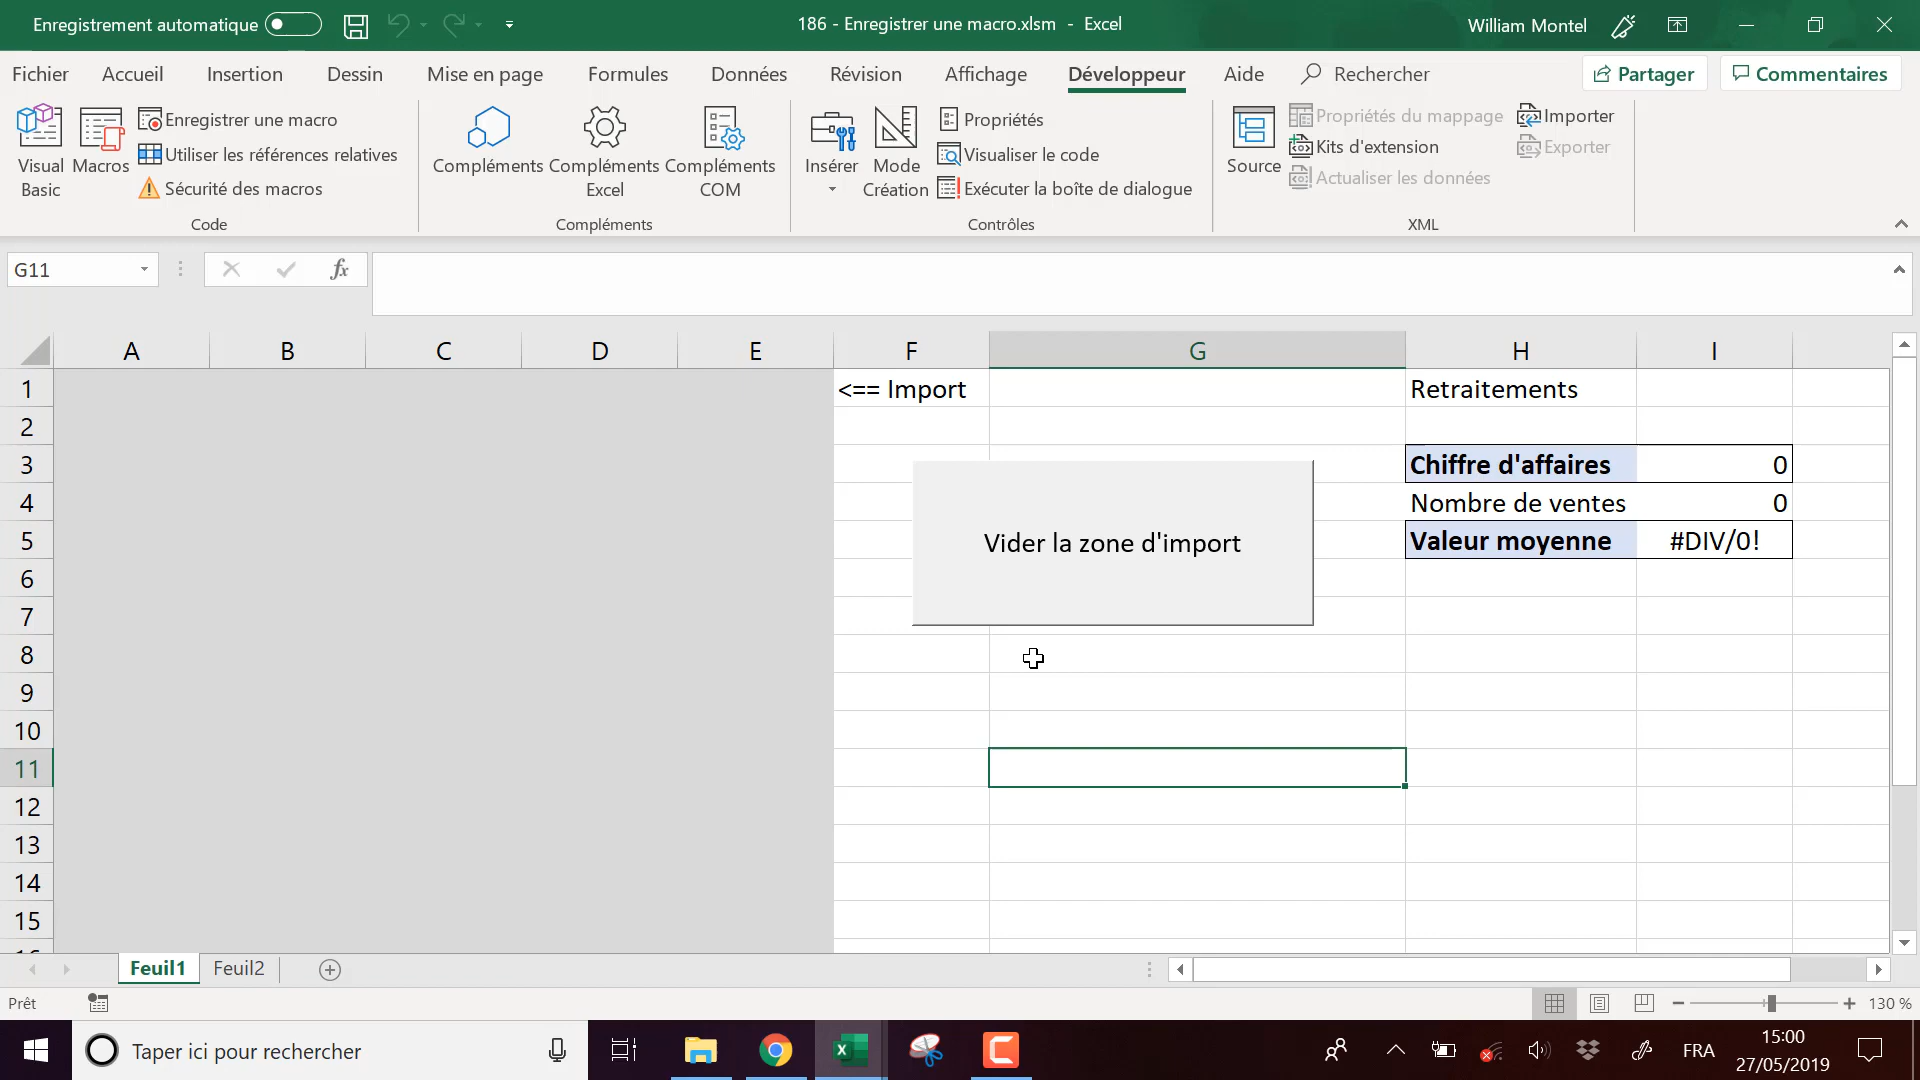 Enregistrement automatique
186 - Enregistrer une macro.xlsm - Excel
William Montel
Fichier Accueil Insertion Dessin Mise en page Formules Données Révision Affichage Développeur Aide Rechercher Partager Commentaires
Visual Basic
Macros
Enregistrer une macro
Utiliser les références relatives
Sécurité des macros
Code
Compléments
Compléments Excel
Compléments COM
Compléments
Insérer
Mode Création
Propriétés
Visualiser le code
Exécuter la boîte de dialogue
Contrôles
Source
Propriétés du mappage
Kits d'extension
Actualiser les données
Importer
Exporter
XML
G11
fx
A B C D E F G H I
1 <== Import Retraitements
2
3 Chiffre d'affaires 0
4 Nombre de ventes 0
5 Valeur moyenne #DIV/0!
Vider la zone d'import
6
7
8
9
10
11
12
13
14
15
Feuil1 Feuil2
Prêt
130 %
Taper ici pour rechercher
FRA
15:00
27/05/2019